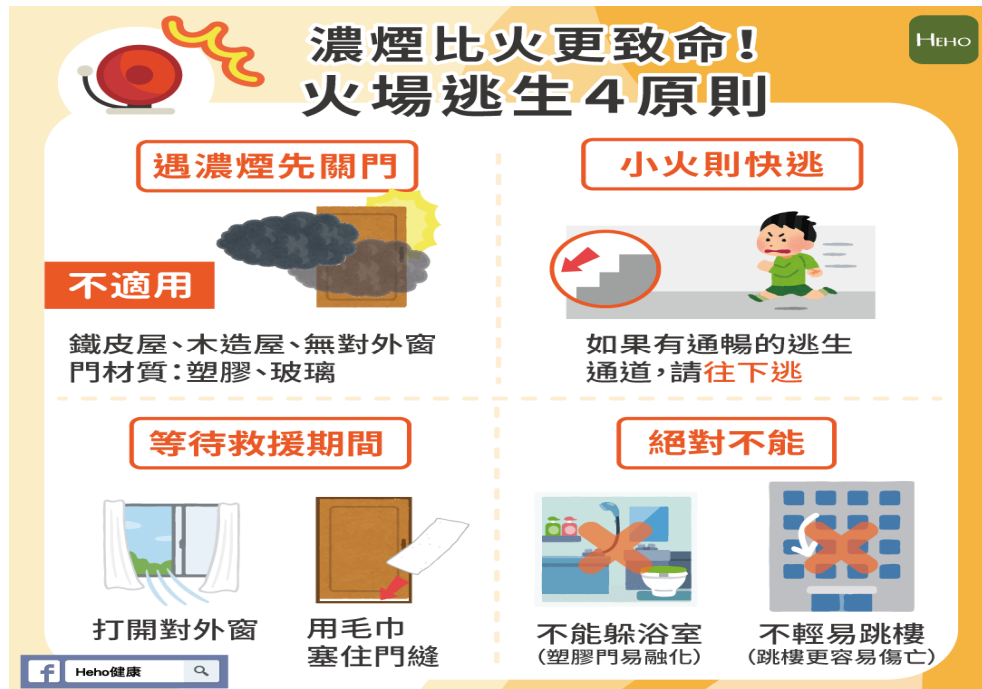 濃煙比火更致命!
火場逃生4原則
HEHO
遇濃煙先關門
不適用
鐵皮屋、木造屋、無對外窗
門材質:塑膠、玻璃
小火則快逃
如果有通暢的逃生
通道,請往下逃
等待救援期間
打開對外窗
用毛巾
塞住門縫
絕對不能
不能躲浴室
(塑膠門易融化)
不輕易跳樓
(跳樓更容易傷亡)
f Heho健康